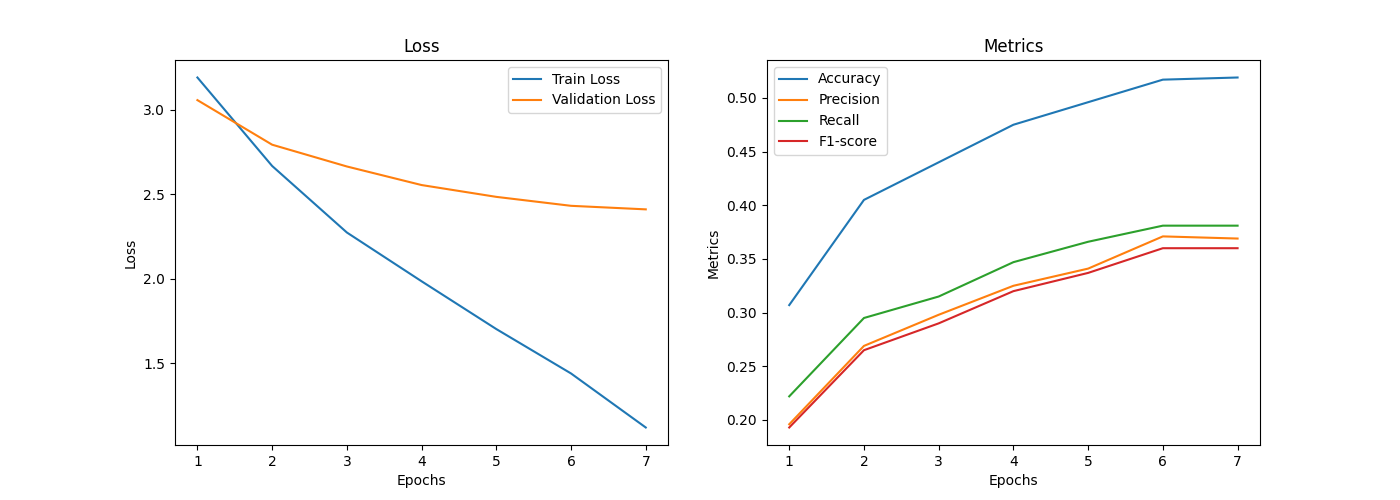 Loss
Train Loss
Validation Loss
3.0
2.5
2.0
1.5
Loss
1 2 3 4 5 6 7
Epochs
Metrics
Accuracy
Precision
Recall
F1-score
0.50
0.45
0.40
0.35
0.30
0.25
0.20
Metrics
1 2 3 4 5 6 7
Epochs